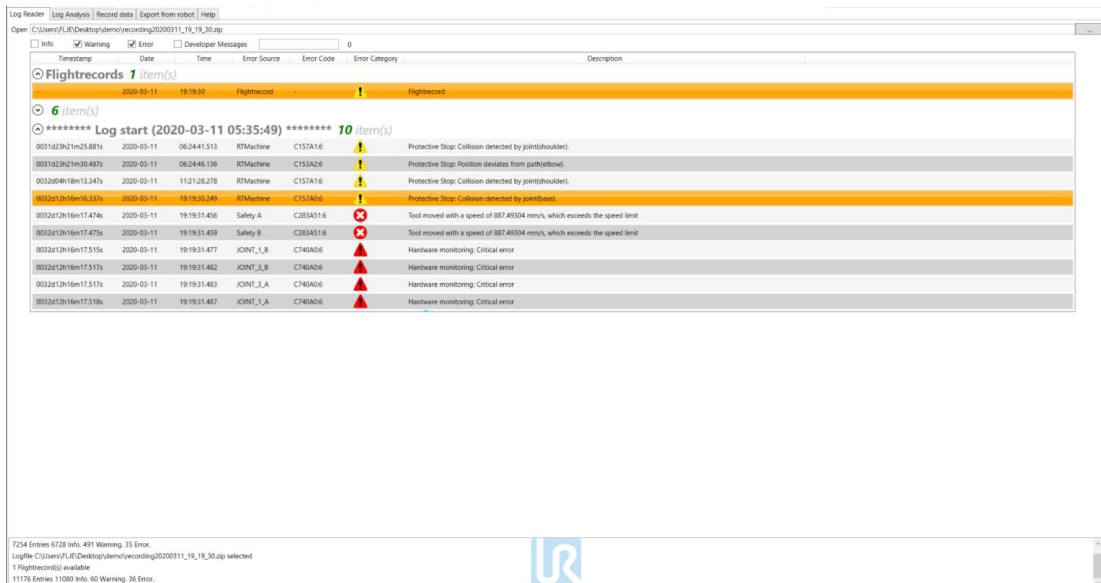 Log Reader Log Analysis Record data Export from robot Help
Open C:\Users\FLJE\Desktop\demo\recording20200311_19_19_30.zip ...
Info Warning Error Developer Messages 0
Timestamp Date Time Error Source Error Code Error Category Description
Flightrecords 1 item(s)
- 2020-03-11 19:19:30 Flightrecord - Flightrecord
6 item(s)
******** Log start (2020-03-11 05:35:49) ******** 10 item(s)
0031d23h21m25.881s 2020-03-11 06:24:41.513 RTMachine C157A1:6 Protective Stop: Collision detected by joint(shoulder).
0031d23h21m30.487s 2020-03-11 06:24:46.136 RTMachine C153A2:6 Protective Stop: Position deviates from path(elbow).
0032d04h18m13.347s 2020-03-11 11:21:28.278 RTMachine C157A1:6 Protective Stop: Collision detected by joint(shoulder).
0032d12h16m16.337s 2020-03-11 19:19:30.249 RTMachine C157A0:6 Protective Stop: Collision detected by joint(base).
0032d12h16m17.474s 2020-03-11 19:19:31.456 Safety A C283A51:6 Tool moved with a speed of 887.49304 mm/s, which exceeds the speed limit
0032d12h16m17.475s 2020-03-11 19:19:31.459 Safety B C283A51:6 Tool moved with a speed of 887.49304 mm/s, which exceeds the speed limit
0032d12h16m17.515s 2020-03-11 19:19:31.477 JOINT_1_B C740A0:6 Hardware monitoring: Critical error
0032d12h16m17.517s 2020-03-11 19:19:31.482 JOINT_3_B C740A0:6 Hardware monitoring: Critical error
0032d12h16m17.517s 2020-03-11 19:19:31.483 JOINT_3_A C740A0:6 Hardware monitoring: Critical error
0032d12h16m17.518s 2020-03-11 19:19:31.487 JOINT_1_A C740A0:6 Hardware monitoring: Critical error
7254 Entries 6728 Info. 491 Warning. 35 Error.
Logfile C:\Users\FLJE\Desktop\demo\recording20200311_19_19_30.zip selected
1 Flightrecord(s) available
11176 Entries 11080 Info. 60 Warning. 36 Error.
UR